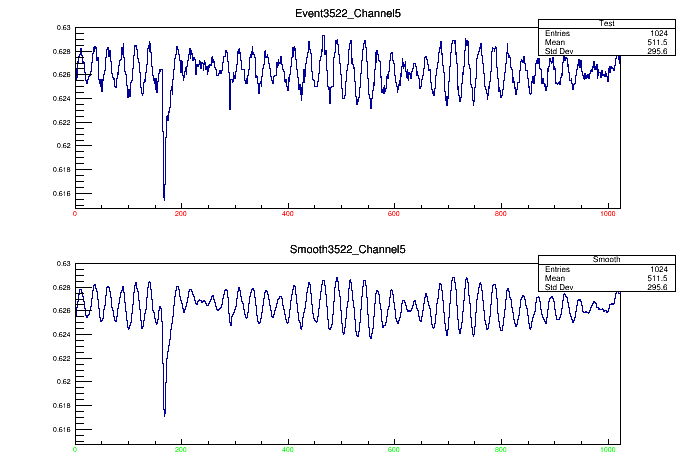 Event3522_Channel5
Test
Entries 1024
Mean 511.5
Std Dev 295.6
0.63
0.628
0.626
0.624
0.622
0.62
0.618
0.616
0 200 400 600 800 1000
Smooth3522_Channel5
Smooth
Entries 1024
Mean 511.5
Std Dev 295.6
0.63
0.628
0.626
0.624
0.622
0.62
0.618
0.616
0 200 400 600 800 1000